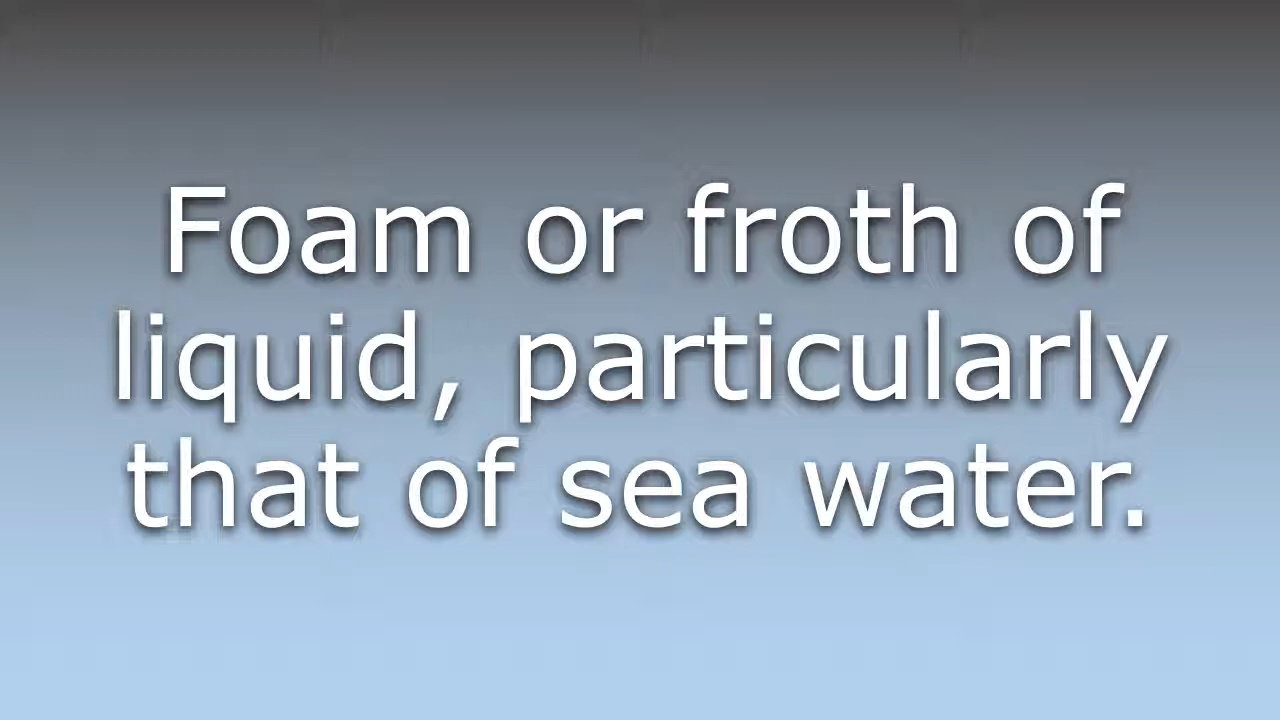 Foam or froth of
liquid, particularly
that of sea water.